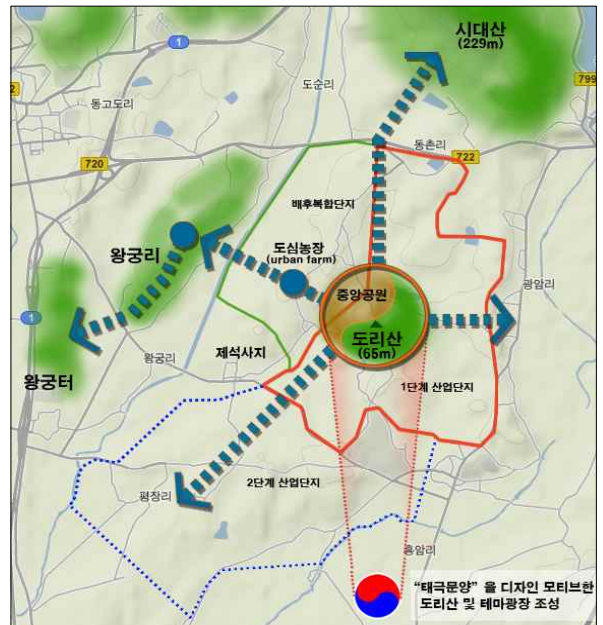 시대산
(229m)
1
도순리
799
동고도리
2
동촌리
720
722
배후복합단지
도심농장
(urban farm)
왕궁리
중앙공원
광암리
도리산
(65m)
1
왕궁리
제석사지
왕궁터
1단계 산업단지
2단계 산업단지
평장리
흥암리
“태극문양” 을 디자인 모티브한
도리산 및 테마광장 조성